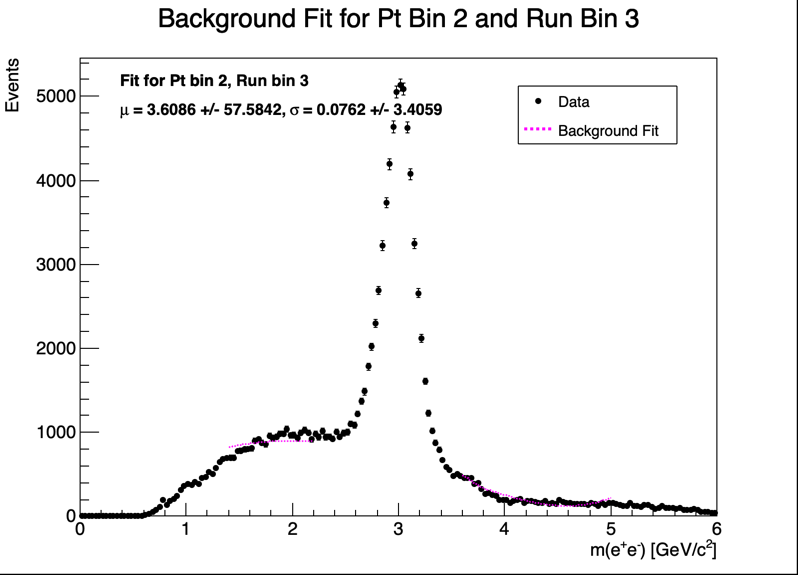 Background Fit for Pt Bin 2 and Run Bin 3
Events
Fit for Pt bin 2, Run bin 3
μ = 3.6086 +/- 57.5842, σ = 0.0762 +/- 3.4059
Data
Background Fit
5000
4000
3000
2000
1000
0
0 1 2 3 4 5 6
m(e⁺e⁻) [GeV/c²]